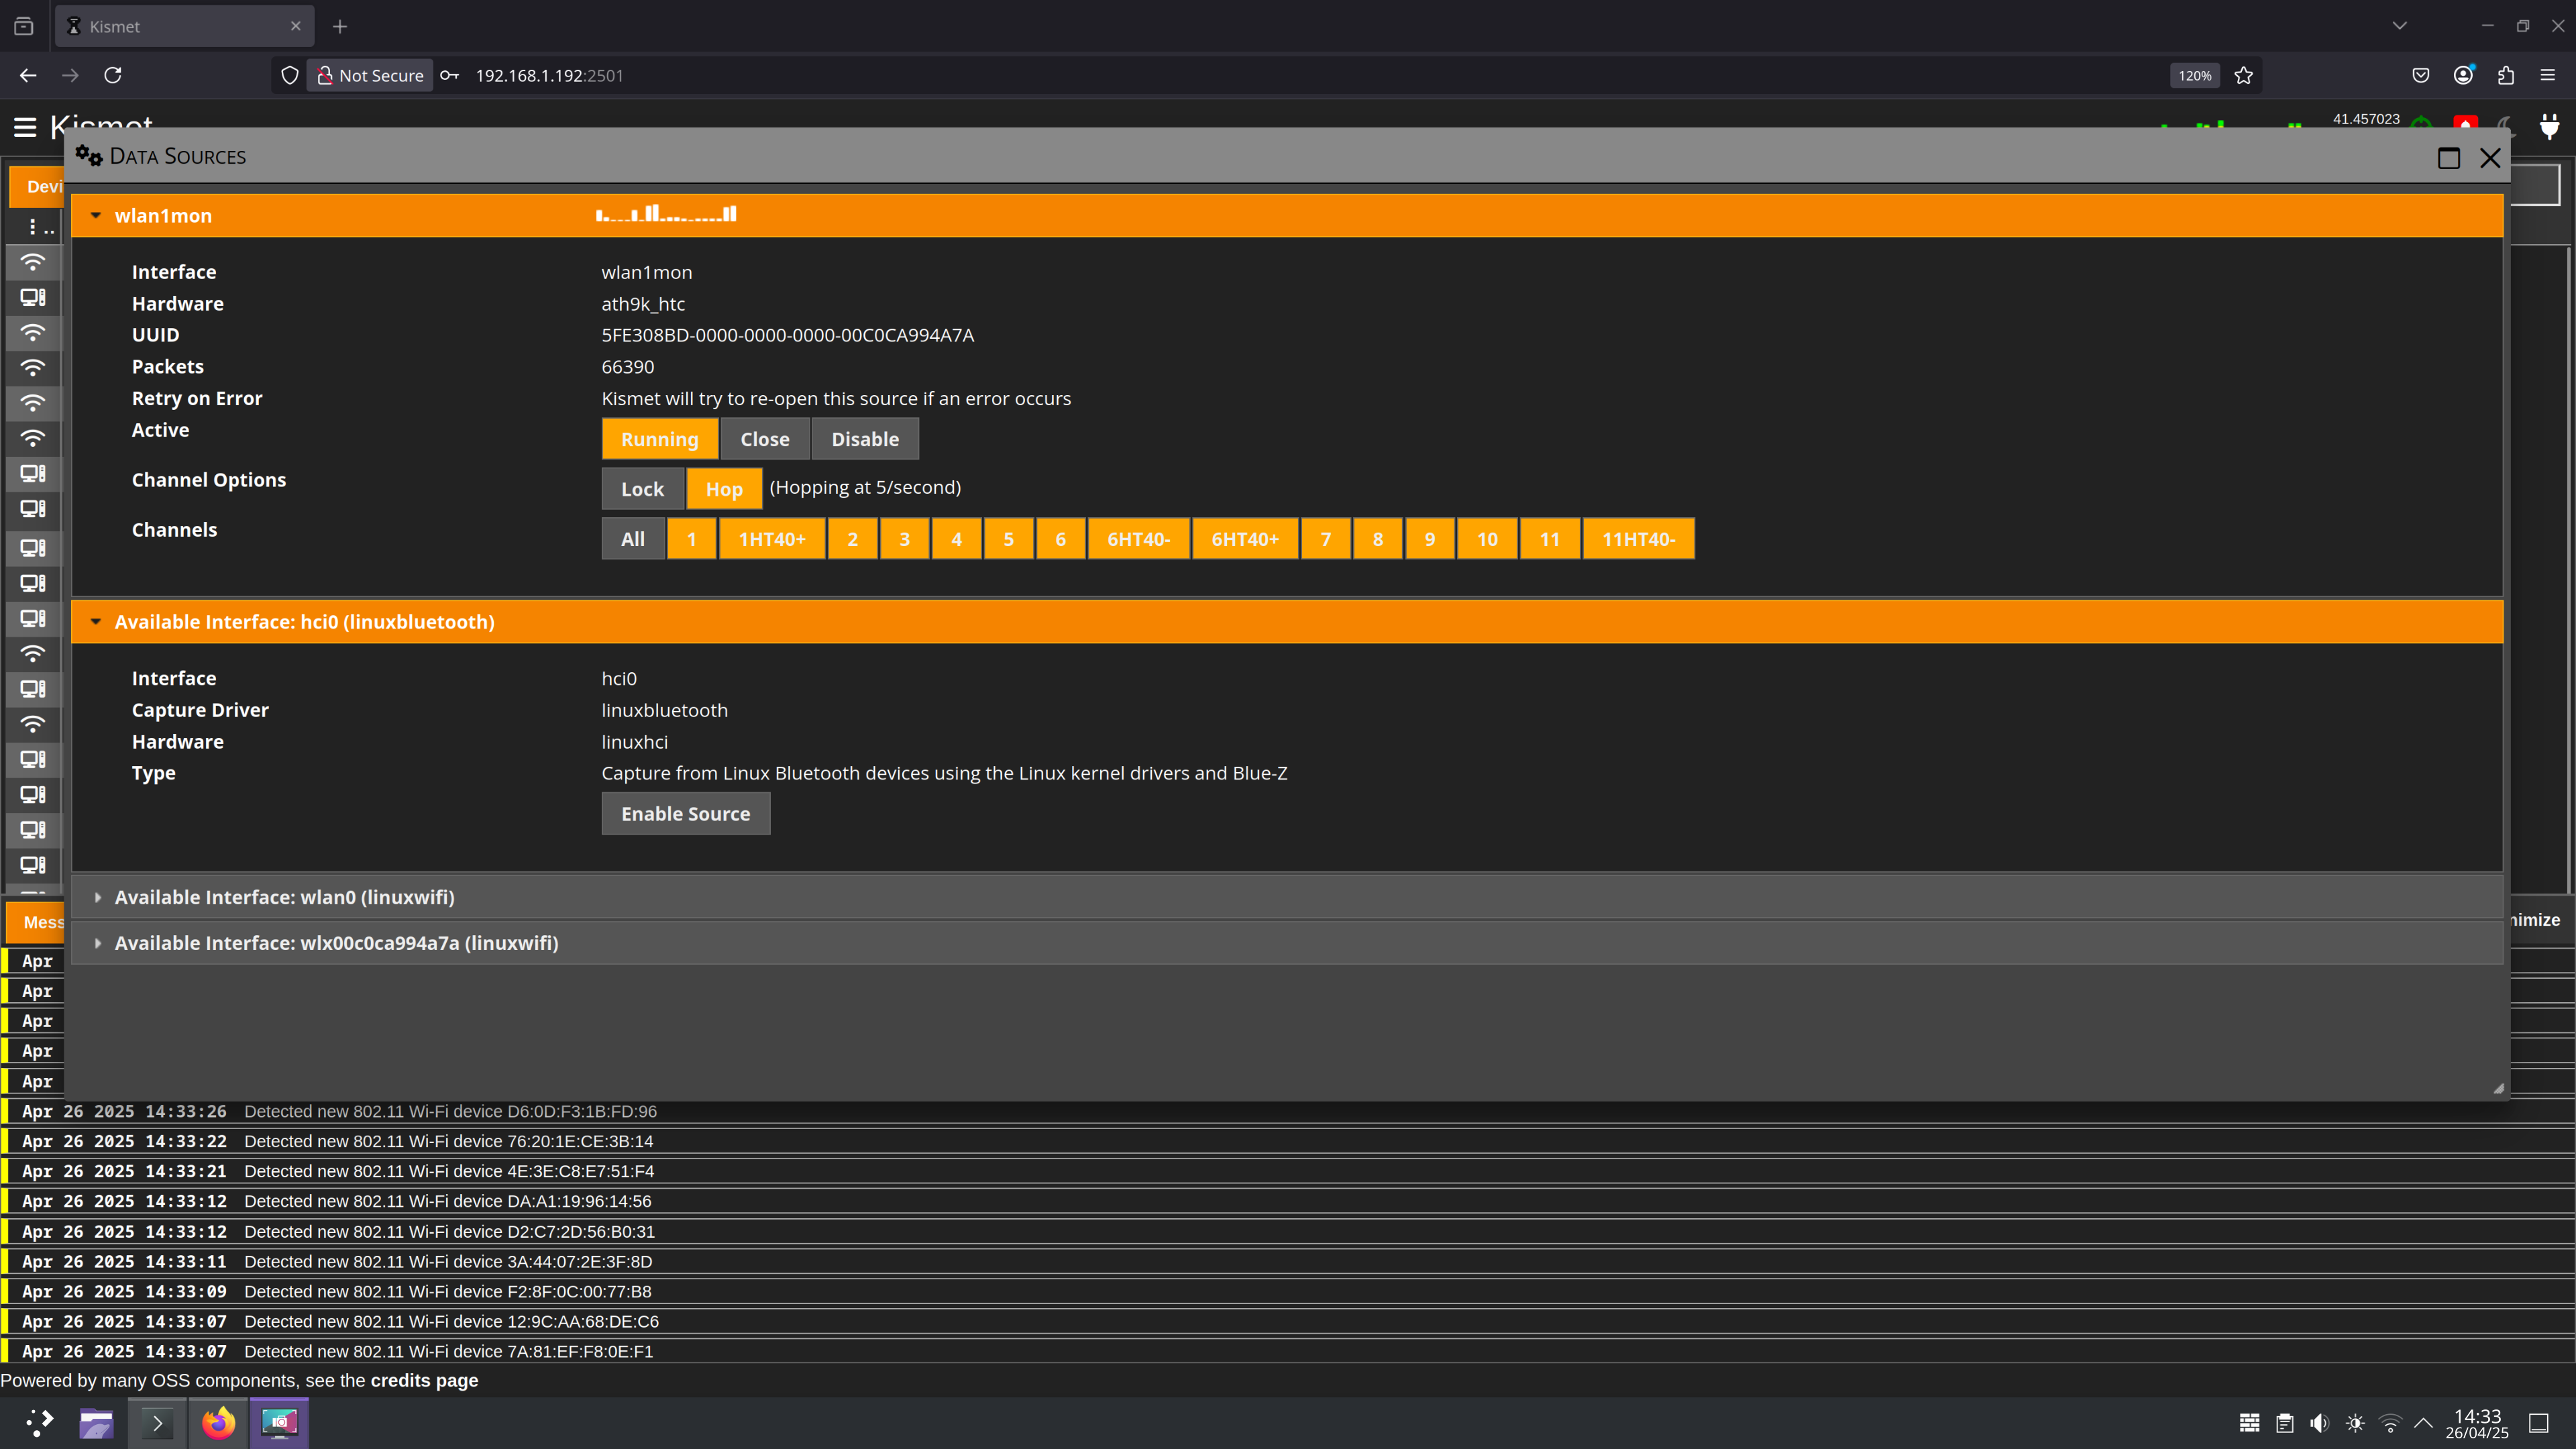 Kismet
Not Secure 192.168.1.192:2501 120%
Kismet
41.457023
DATA SOURCES
Devi
wlan1mon
Interface wlan1mon
Hardware ath9k_htc
UUID 5FE308BD-0000-0000-0000-00C0CA994A7A
Packets 66390
Retry on Error Kismet will try to re-open this source if an error occurs
Active Running Close Disable
Channel Options Lock Hop (Hopping at 5/second)
Channels All 1 1HT40+ 2 3 4 5 6 6HT40- 6HT40+ 7 8 9 10 11 11HT40-
Available Interface: hci0 (linuxbluetooth)
Interface hci0
Capture Driver linuxbluetooth
Hardware linuxhci
Type Capture from Linux Bluetooth devices using the Linux kernel drivers and Blue-Z
Enable Source
Available Interface: wlan0 (linuxwifi)
Mess nimize
Available Interface: wlx00c0ca994a7a (linuxwifi)
Apr
Apr
Apr
Apr
Apr
Apr 26 2025 14:33:26 Detected new 802.11 Wi-Fi device D6:0D:F3:1B:FD:96
Apr 26 2025 14:33:22 Detected new 802.11 Wi-Fi device 76:20:1E:CE:3B:14
Apr 26 2025 14:33:21 Detected new 802.11 Wi-Fi device 4E:3E:C8:E7:51:F4
Apr 26 2025 14:33:12 Detected new 802.11 Wi-Fi device DA:A1:19:96:14:56
Apr 26 2025 14:33:12 Detected new 802.11 Wi-Fi device D2:C7:2D:56:B0:31
Apr 26 2025 14:33:11 Detected new 802.11 Wi-Fi device 3A:44:07:2E:3F:8D
Apr 26 2025 14:33:09 Detected new 802.11 Wi-Fi device F2:8F:0C:00:77:B8
Apr 26 2025 14:33:07 Detected new 802.11 Wi-Fi device 12:9C:AA:68:DE:C6
Apr 26 2025 14:33:07 Detected new 802.11 Wi-Fi device 7A:81:EF:F8:0E:F1
Powered by many OSS components, see the credits page
14:33
26/04/25